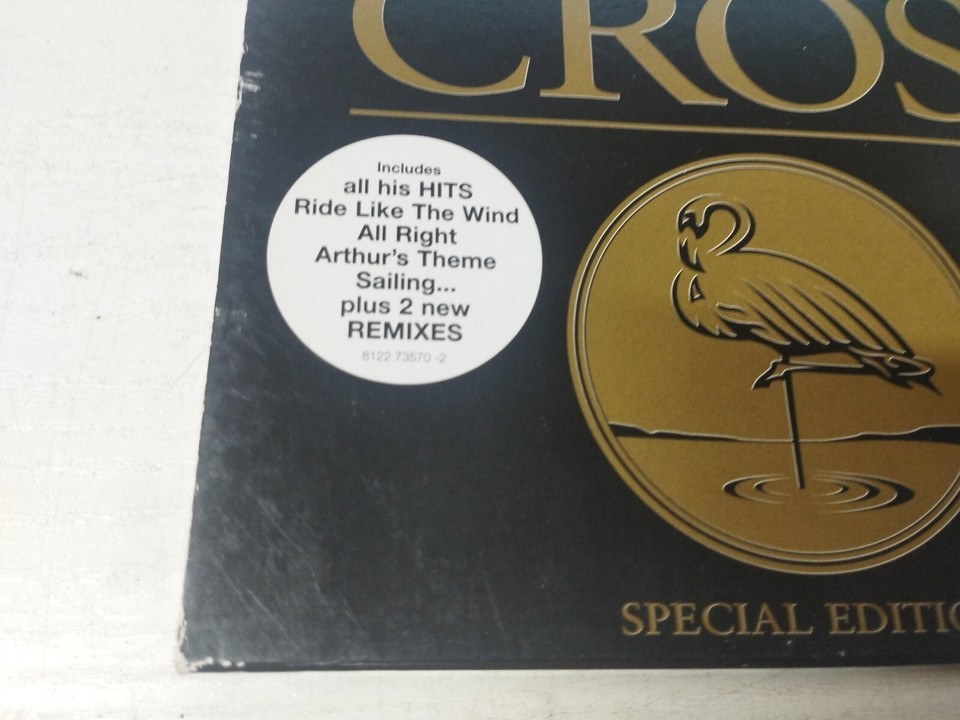 CROS
Includes
all his HITS
Ride Like The Wind
All Right
Arthur's Theme
Sailing...
plus 2 new
REMIXES
8122 73570 -2
SPECIAL EDITIO